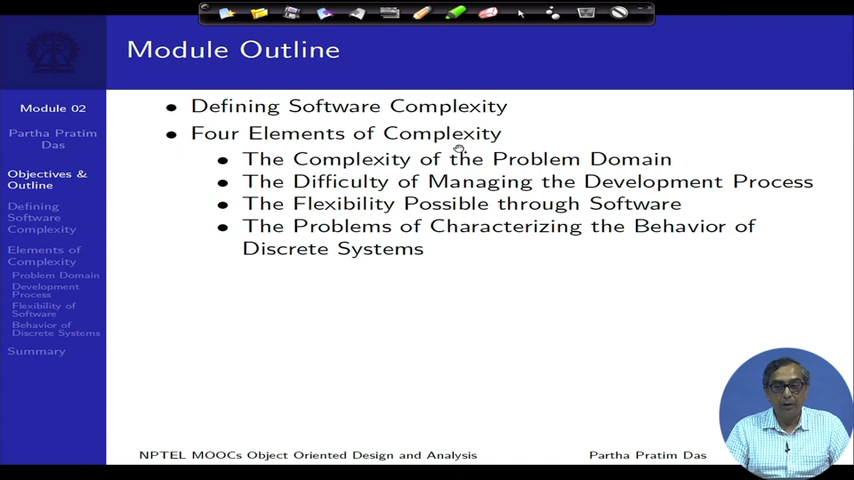 Module Outline
Module 02
Partha Pratim
Das
Objectives &
Outline
Defining
Software
Complexity
Elements of
Complexity
Problem Domain
Development
Process
Flexibility of
Software
Behavior of
Discrete Systems
Summary
Defining Software Complexity
Four Elements of Complexity
The Complexity of the Problem Domain
The Difficulty of Managing the Development Process
The Flexibility Possible through Software
The Problems of Characterizing the Behavior of
Discrete Systems
NPTEL MOOCs Object Oriented Design and Analysis
Partha Pratim Das